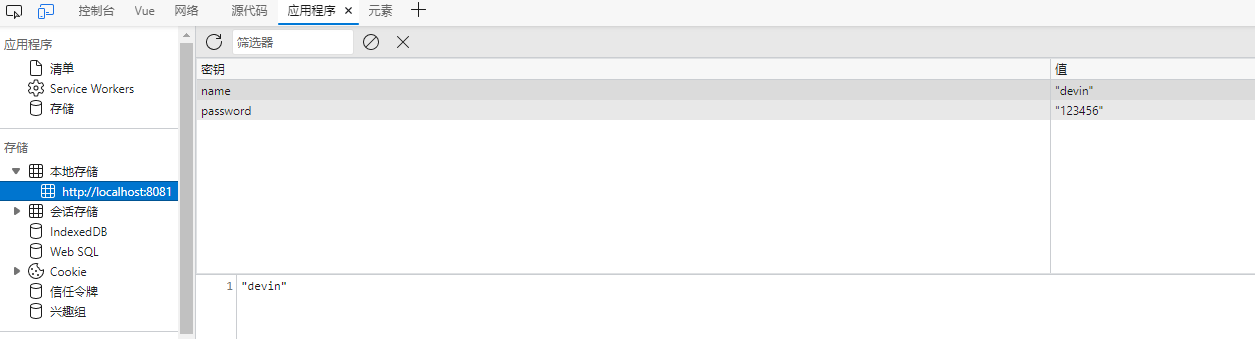 控制台 Vue 网络 源代码 应用程序 元素
应用程序
清单
Service Workers
存储
存储
本地存储
http://localhost:8081
会话存储
IndexedDB
Web SQL
Cookie
信任令牌
兴趣组
筛选器
密钥 值
name "devin"
password "123456"
1 "devin"